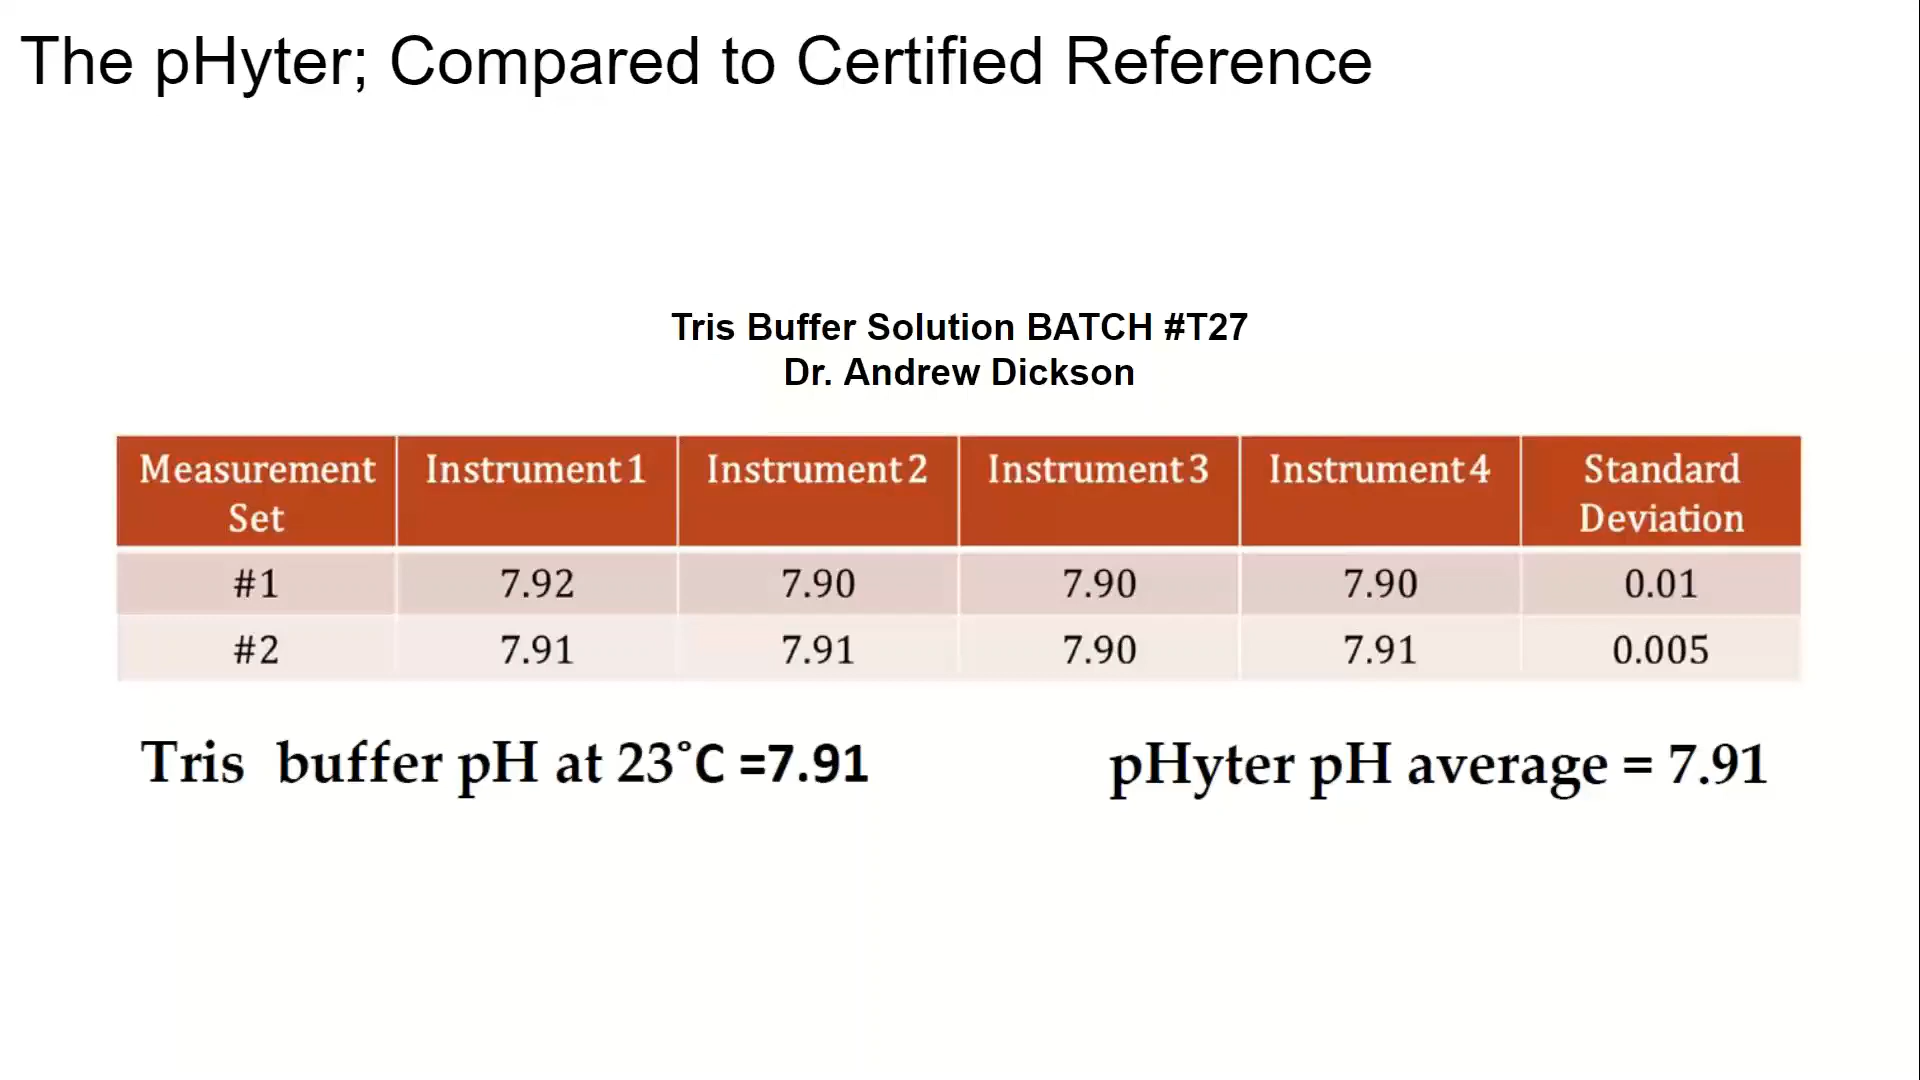 The pHyter; Compared to Certified Reference
Tris Buffer Solution BATCH #T27
Dr. Andrew Dickson
Measurement Set Instrument 1 Instrument 2 Instrument 3 Instrument 4 Standard Deviation
#1 7.92 7.90 7.90 7.90 0.01
#2 7.91 7.91 7.90 7.91 0.005
Tris buffer pH at 23°C =7.91
pHyter pH average = 7.91